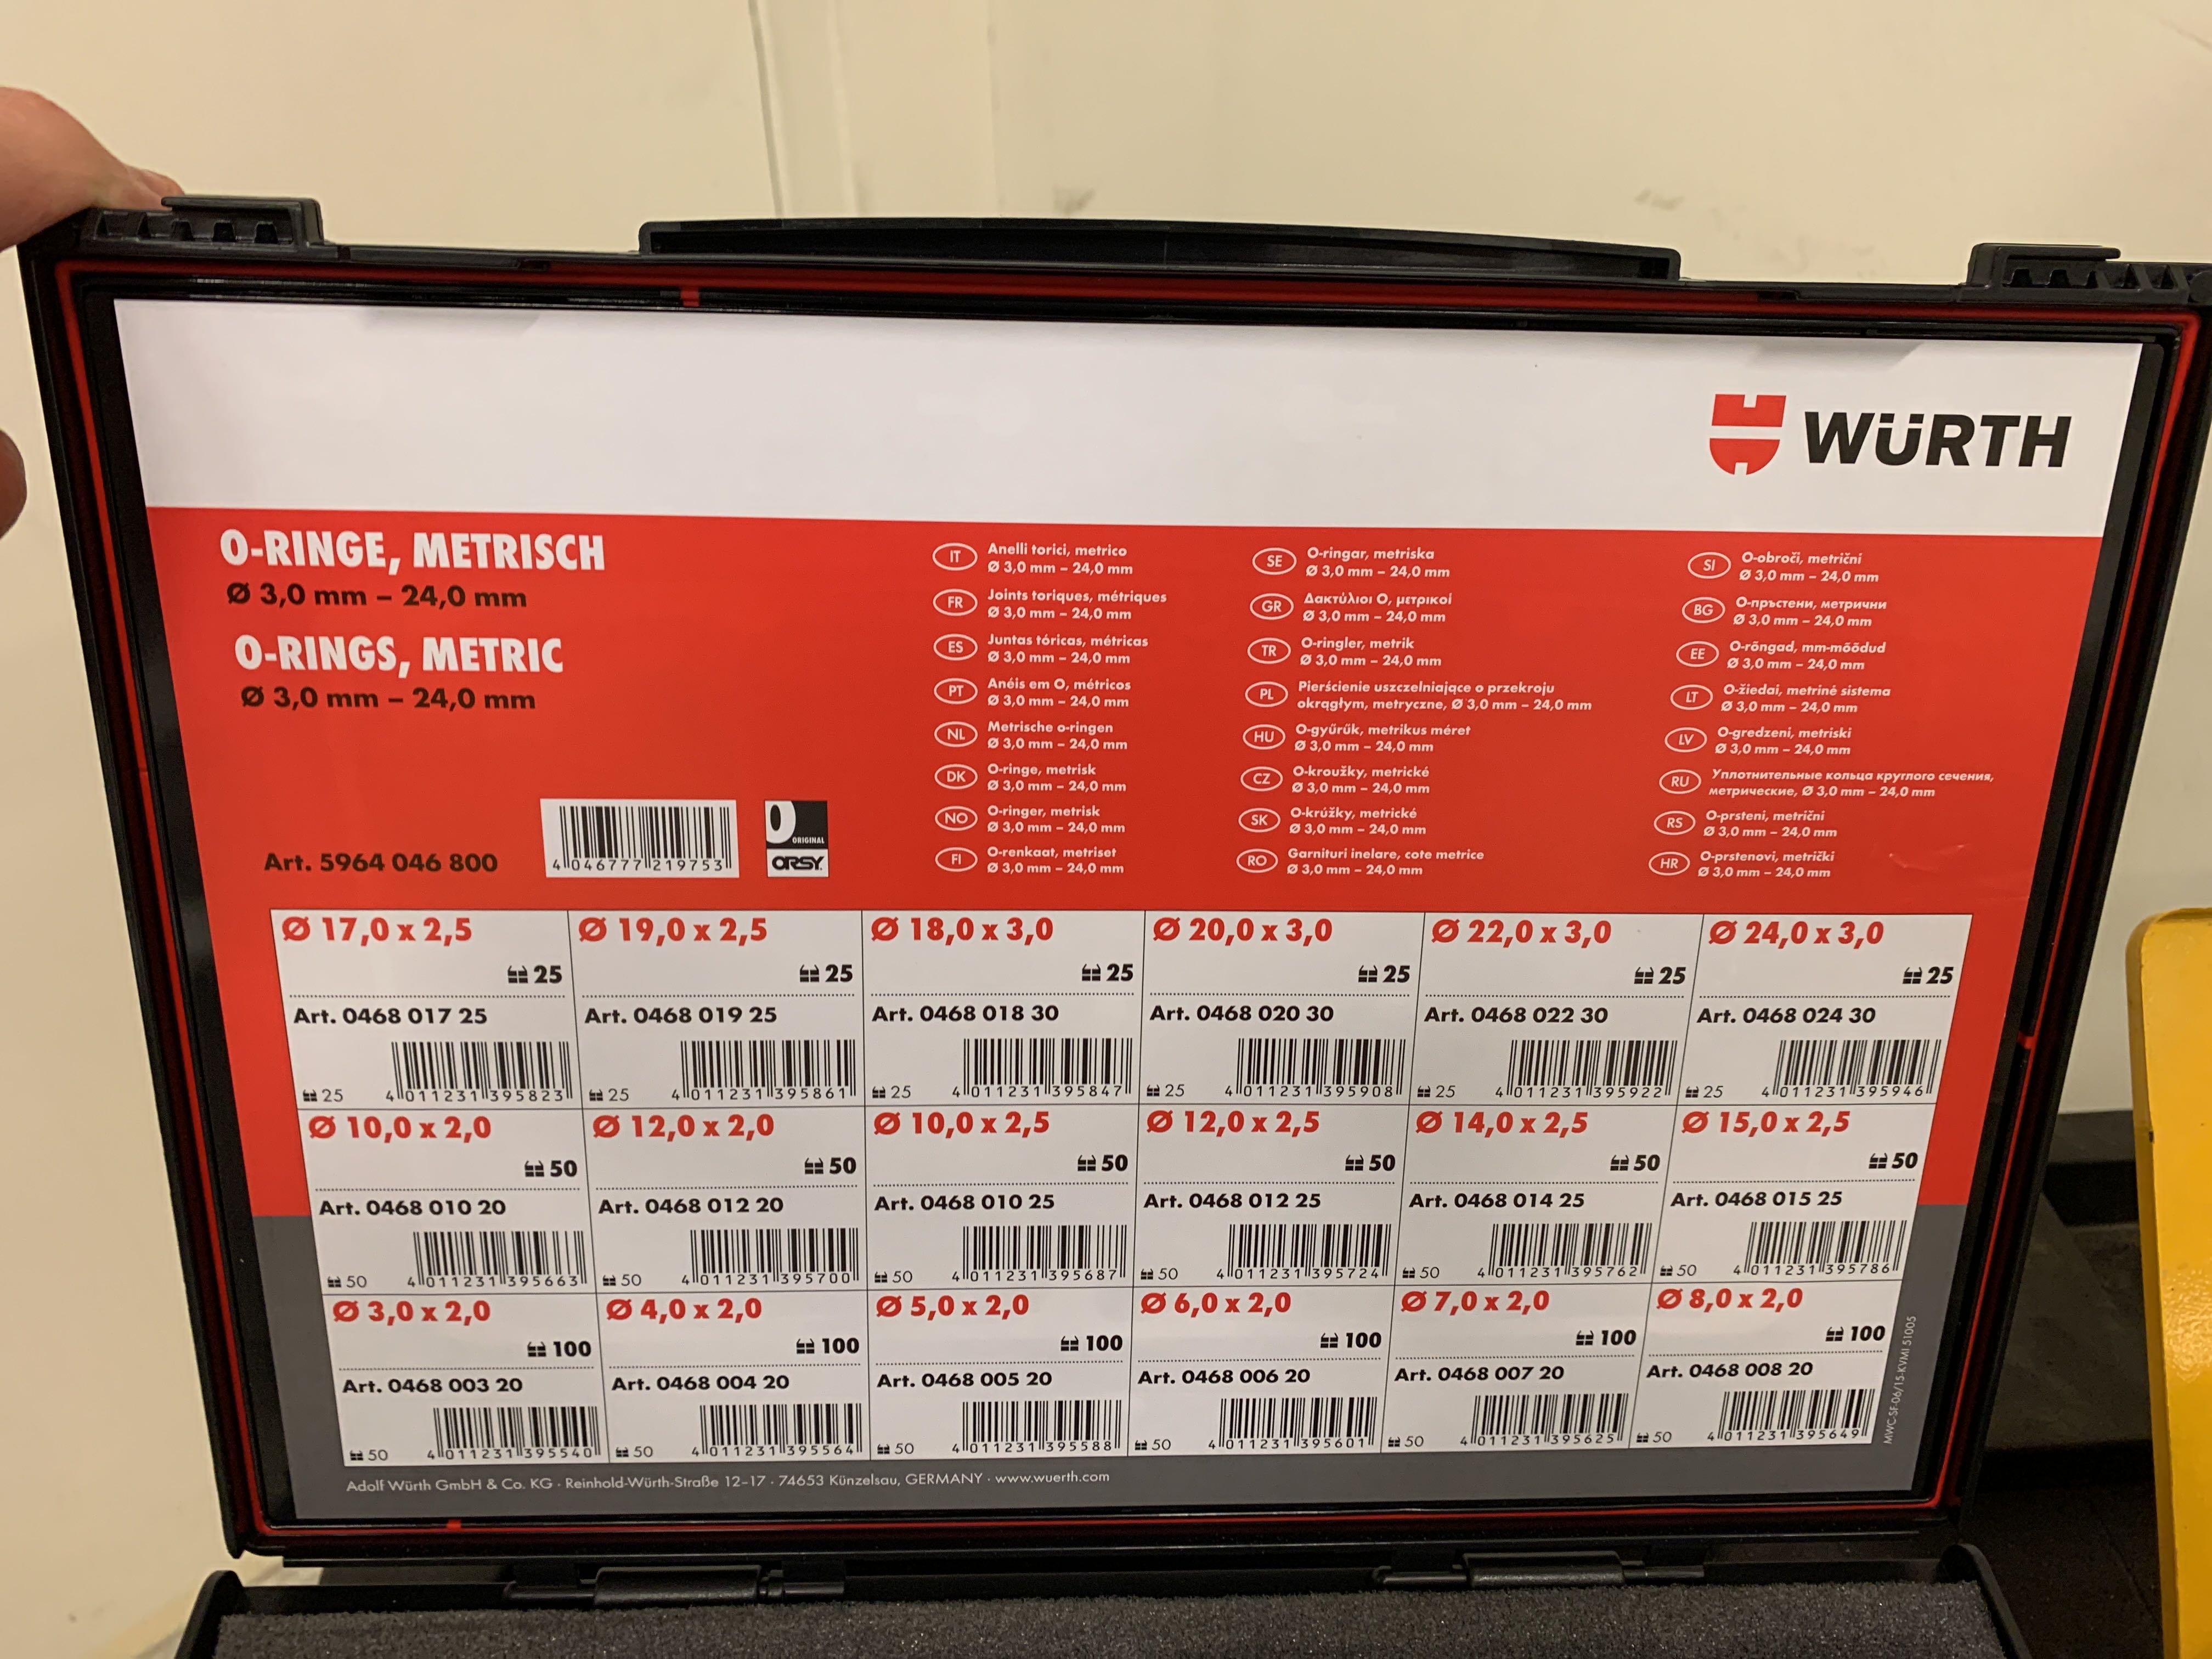 WÜRTH
O-RINGE, METRISCH
Ø 3,0 mm – 24,0 mm
O-RINGS, METRIC
Ø 3,0 mm – 24,0 mm
Art. 5964 046 800
4 046777 219753
O ORIGINAL
ORSY
IT Anelli torici, metrico
Ø 3,0 mm – 24,0 mm
FR Joints toriques, métriques
Ø 3,0 mm – 24,0 mm
ES Juntas tóricas, métricas
Ø 3,0 mm – 24,0 mm
PT Anéis em O, métricos
Ø 3,0 mm – 24,0 mm
NL Metrische o-ringen
Ø 3,0 mm – 24,0 mm
DK O-ringe, metrisk
Ø 3,0 mm – 24,0 mm
NO O-ringer, metrisk
Ø 3,0 mm – 24,0 mm
FI O-renkaat, metriset
Ø 3,0 mm – 24,0 mm
SE O-ringar, metriska
Ø 3,0 mm – 24,0 mm
GR Δακτύλιοι Ο, μετρικοί
Ø 3,0 mm – 24,0 mm
TR O-ringler, metrik
Ø 3,0 mm – 24,0 mm
PL Pierścienie uszczelniające o przekroju
okrągłym, metryczne, Ø 3,0 mm – 24,0 mm
HU O-gyűrűk, metrikus méret
Ø 3,0 mm – 24,0 mm
CZ O-kroužky, metrické
Ø 3,0 mm – 24,0 mm
SK O-krúžky, metrické
Ø 3,0 mm – 24,0 mm
RO Garnituri inelare, cote metrice
Ø 3,0 mm – 24,0 mm
SI O-obroči, metrični
Ø 3,0 mm – 24,0 mm
BG О-пръстени, метрични
Ø 3,0 mm – 24,0 mm
EE O-rõngad, mm-mõõdud
Ø 3,0 mm – 24,0 mm
LT O-žiedai, metrinė sistema
Ø 3,0 mm – 24,0 mm
LV O-gredzeni, metriski
Ø 3,0 mm – 24,0 mm
RU Уплотнительные кольца круглого сечения,
метрические, Ø 3,0 mm – 24,0 mm
RS O-prsteni, metrični
Ø 3,0 mm – 24,0 mm
HR O-prstenovi, metrički
Ø 3,0 mm – 24,0 mm
Ø 17,0 x 2,5
25
Art. 0468 017 25
25 4 011231 395823
Ø 19,0 x 2,5
25
Art. 0468 019 25
25 4 011231 395861
Ø 18,0 x 3,0
25
Art. 0468 018 30
25 4 011231 395847
Ø 20,0 x 3,0
25
Art. 0468 020 30
25 4 011231 395908
Ø 22,0 x 3,0
25
Art. 0468 022 30
25 4 011231 395922
Ø 24,0 x 3,0
25
Art. 0468 024 30
25 4 011231 395946
Ø 10,0 x 2,0
50
Art. 0468 010 20
50 4 011231 395663
Ø 12,0 x 2,0
50
Art. 0468 012 20
50 4 011231 395700
Ø 10,0 x 2,5
50
Art. 0468 010 25
50 4 011231 395687
Ø 12,0 x 2,5
50
Art. 0468 012 25
50 4 011231 395724
Ø 14,0 x 2,5
50
Art. 0468 014 25
50 4 011231 395762
Ø 15,0 x 2,5
50
Art. 0468 015 25
50 4 011231 395786
Ø 3,0 x 2,0
100
Art. 0468 003 20
50 4 011231 395540
Ø 4,0 x 2,0
100
Art. 0468 004 20
50 4 011231 395564
Ø 5,0 x 2,0
100
Art. 0468 005 20
50 4 011231 395588
Ø 6,0 x 2,0
100
Art. 0468 006 20
50 4 011231 395601
Ø 7,0 x 2,0
100
Art. 0468 007 20
50 4 011231 395625
Ø 8,0 x 2,0
100
Art. 0468 008 20
50 4 011231 395649
MWC-SF-06/15.KVMI 51005
Adolf Würth GmbH & Co. KG · Reinhold-Würth-Straße 12–17 · 74653 Künzelsau, GERMANY · www.wuerth.com